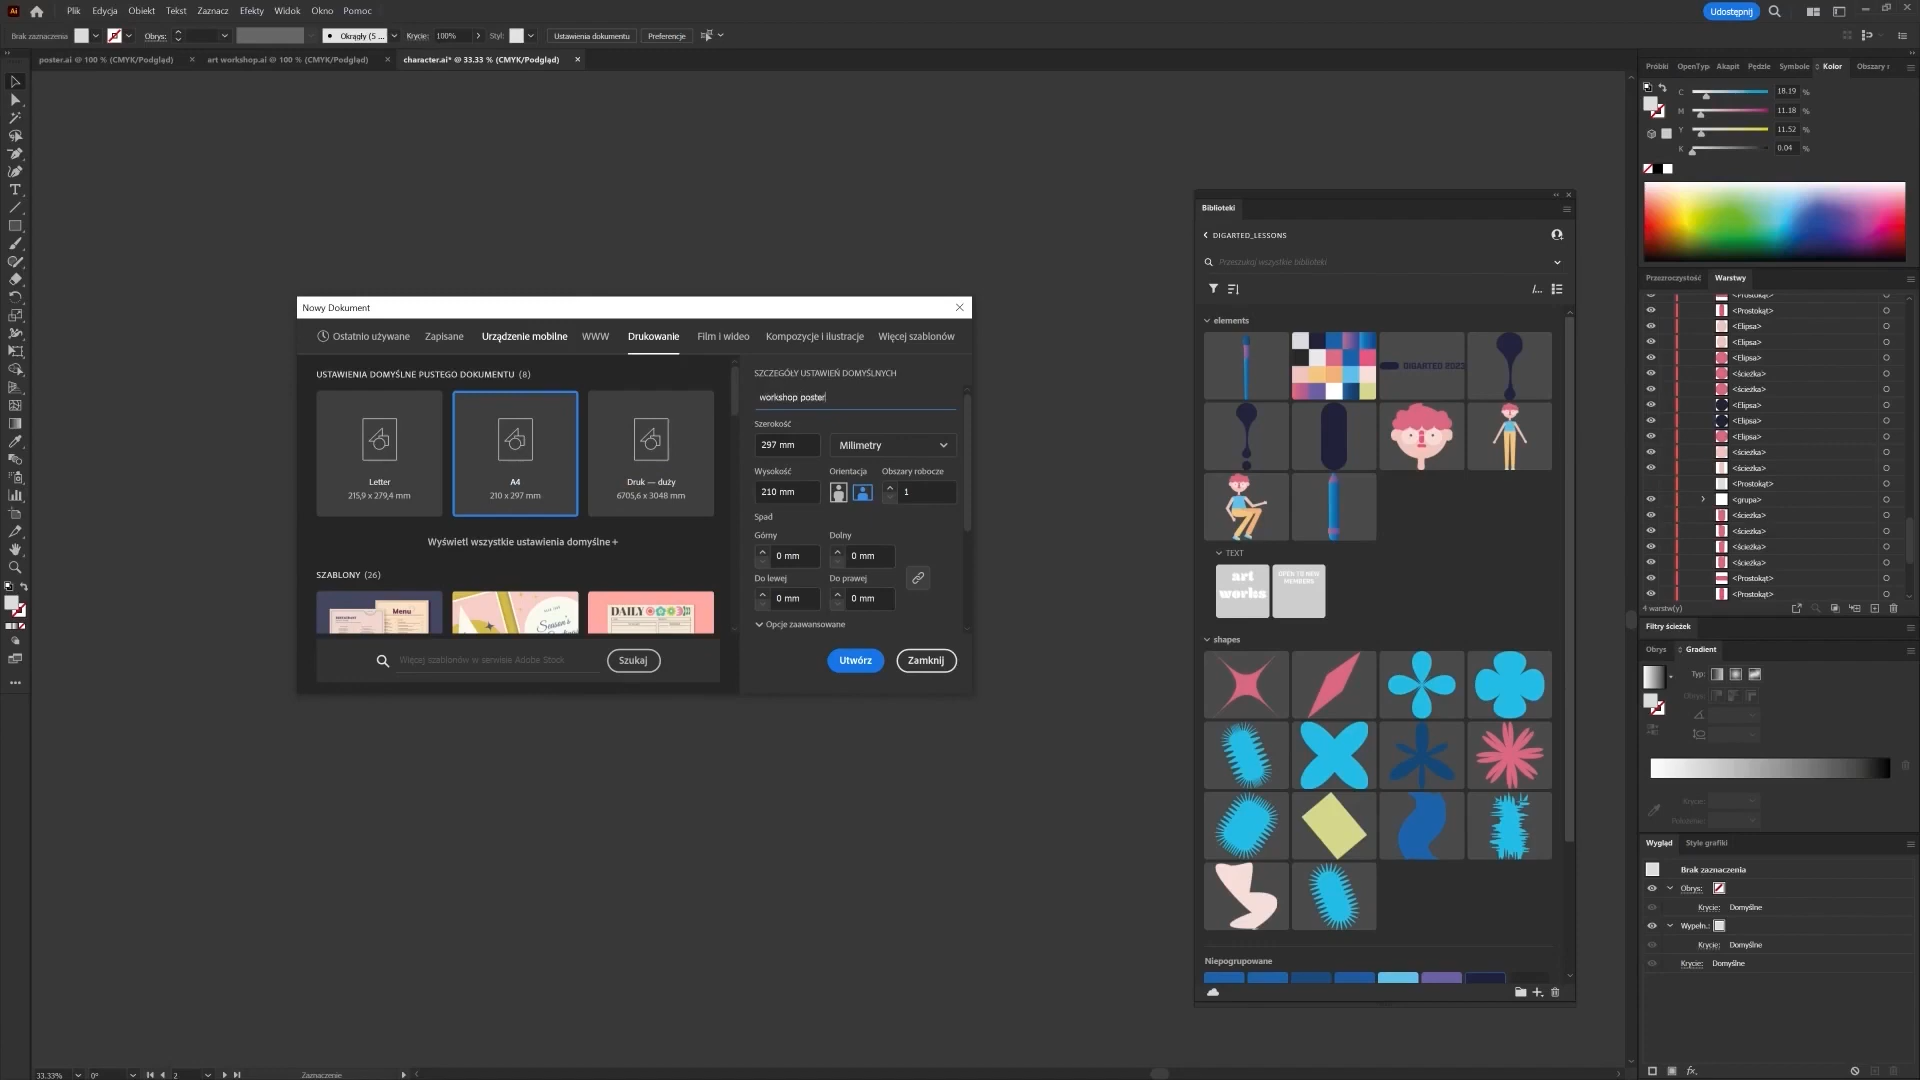 Ai Plik Edycja Obiekt Tekst Zaznacz Efekty Widok Okno Pomoc Udostępnij
Brak zaznaczenia Obrys: Okrągły (5 ... Krycie: 100% Styl: Ustawienia dokumentu Preferencje
poster.ai @ 100 % (CMYK/Podgląd) art workshop.ai @ 100 % (CMYK/Podgląd) character.ai* @ 33.33 % (CMYK/Podgląd)
Nowy Dokument
Ostatnio używane Zapisane Urządzenie mobilne WWW Drukowanie Film i wideo Kompozycje i ilustracje Więcej szablonów
USTAWIENIA DOMYŚLNE PUSTEGO DOKUMENTU (8)
Letter
215,9 x 279,4 mm
A4
210 x 297 mm
Druk — duży
6705,6 x 3048 mm
Wyświetl wszystkie ustawienia domyślne +
SZABLONY (26)
Menu
Season's
DAILY
Więcej szablonów w serwisie Adobe Stock Szukaj
SZCZEGÓŁY USTAWIEŃ DOMYŚLNYCH
workshop poster
Szerokość
297 mm Milimetry
Wysokość Orientacja Obszary robocze
210 mm 1
Spad
Górny Dolny
0 mm 0 mm
Do lewej Do prawej
0 mm 0 mm
Opcje zaawansowane
Utwórz Zamknij
Biblioteki
DIGARTED_LESSONS
Przeszukaj wszystkie biblioteki
/...
elements
DIGARTED 2023
TEXT
art
works
OPEN TO NEW
MEMBERS
shapes
Niepogrupowane
Próbki OpenTyp Akapit Pędzle Symbole Kolor Obszary r
C 18.19 %
M 11.18 %
Y 11.52 %
K 0.04 %
Przezroczystość Warstwy
<Prostokąt>
<Prostokąt>
<Elipsa>
<Elipsa>
<Elipsa>
<ścieżka>
<ścieżka>
<Elipsa>
<Elipsa>
<Elipsa>
<ścieżka>
<ścieżka>
<Prostokąt>
<grupa>
<ścieżka>
<ścieżka>
<ścieżka>
<ścieżka>
<Prostokąt>
<Prostokąt>
4 warstw(y)
Filtry ścieżek
Obrys Gradient
Typ:
Obrys:
Krycie:
Położenie:
Wygląd Style grafiki
Brak zaznaczenia
Obrys:
Krycie: Domyślne
Wypełn.:
Krycie: Domyślne
Krycie: Domyślne
fx.
33.33% 0° 2 Zaznaczenie